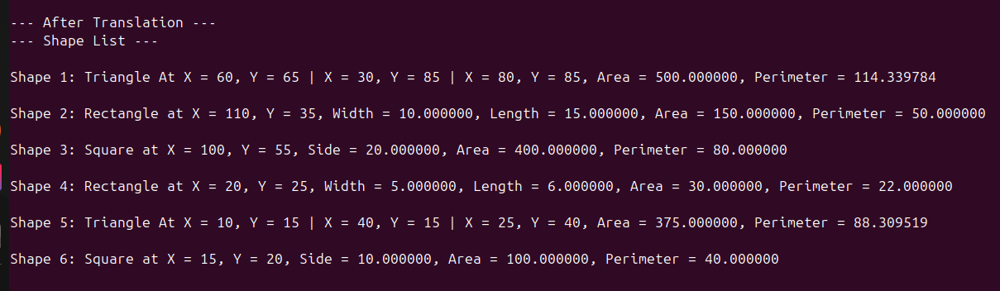 --- After Translation ---
--- Shape List ---
Shape 1: Triangle At X = 60, Y = 65 | X = 30, Y = 85 | X = 80, Y = 85, Area = 500.000000, Perimeter = 114.339784
Shape 2: Rectangle at X = 110, Y = 35, Width = 10.000000, Length = 15.000000, Area = 150.000000, Perimeter = 50.000000
Shape 3: Square at X = 100, Y = 55, Side = 20.000000, Area = 400.000000, Perimeter = 80.000000
Shape 4: Rectangle at X = 20, Y = 25, Width = 5.000000, Length = 6.000000, Area = 30.000000, Perimeter = 22.000000
Shape 5: Triangle At X = 10, Y = 15 | X = 40, Y = 15 | X = 25, Y = 40, Area = 375.000000, Perimeter = 88.309519
Shape 6: Square at X = 15, Y = 20, Side = 10.000000, Area = 100.000000, Perimeter = 40.000000